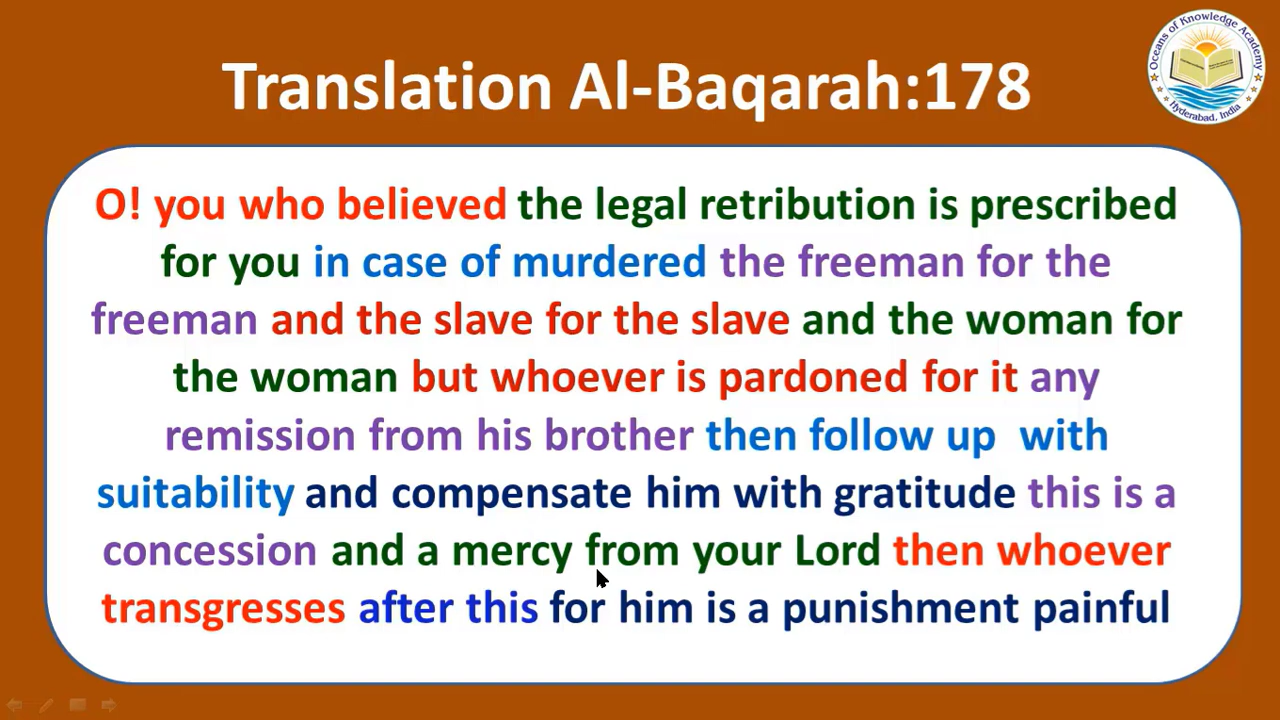 Translation Al-Baqarah:178
Oceans of Knowledge Academy
Hyderabad, India
O! you who believed the legal retribution is prescribed
for you in case of murdered the freeman for the
freeman and the slave for the slave and the woman for
the woman but whoever is pardoned for it any
remission from his brother then follow up with
suitability and compensate him with gratitude this is a
concession and a mercy from your Lord then whoever
transgresses after this for him is a punishment painful